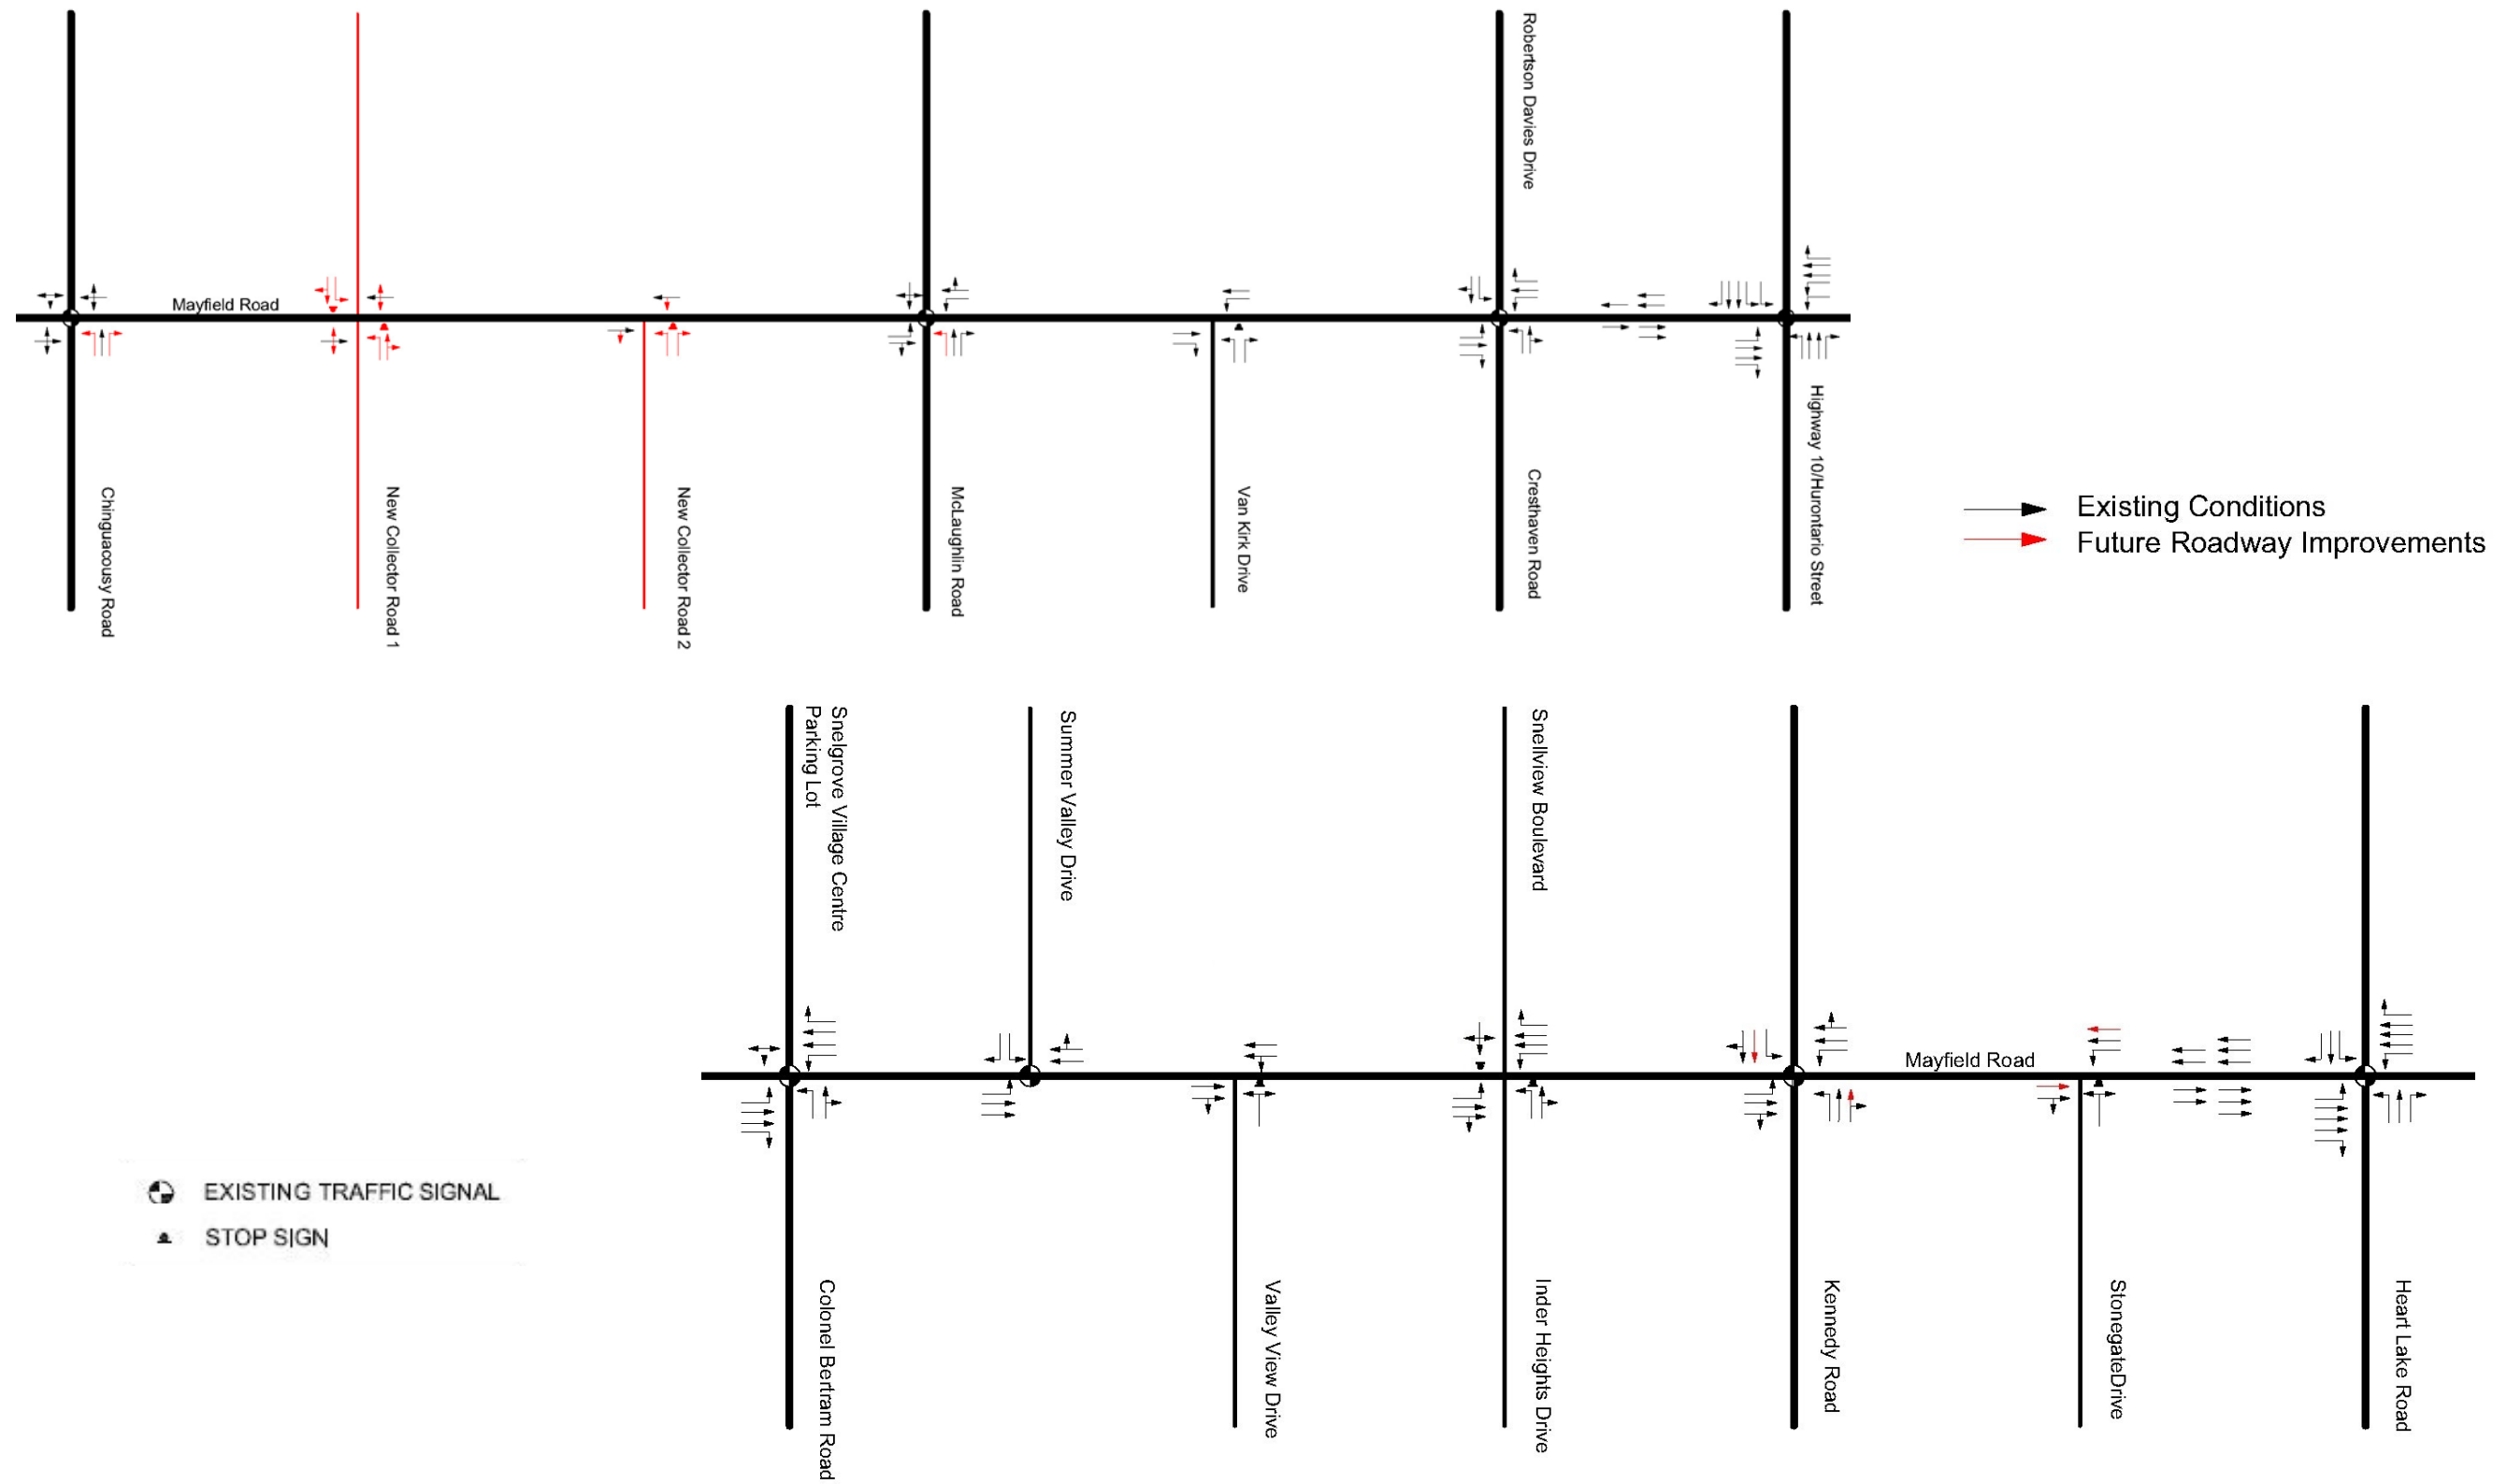 Robertson Davies Drive
Mayfield Road
Chinguacousy Road
New Collector Road 1
New Collector Road 2
McLaughlin Road
Van Kirk Drive
Cresthaven Road
Highway 10/Hurontario Street
Existing Conditions
Future Roadway Improvements
Snelgrove Village Centre
Parking Lot
Summer Valley Drive
Snellview Boulevard
Mayfield Road
EXISTING TRAFFIC SIGNAL
STOP SIGN
Colonel Bertram Road
Valley View Drive
Inder Heights Drive
Kennedy Road
StonegateDrive
Heart Lake Road